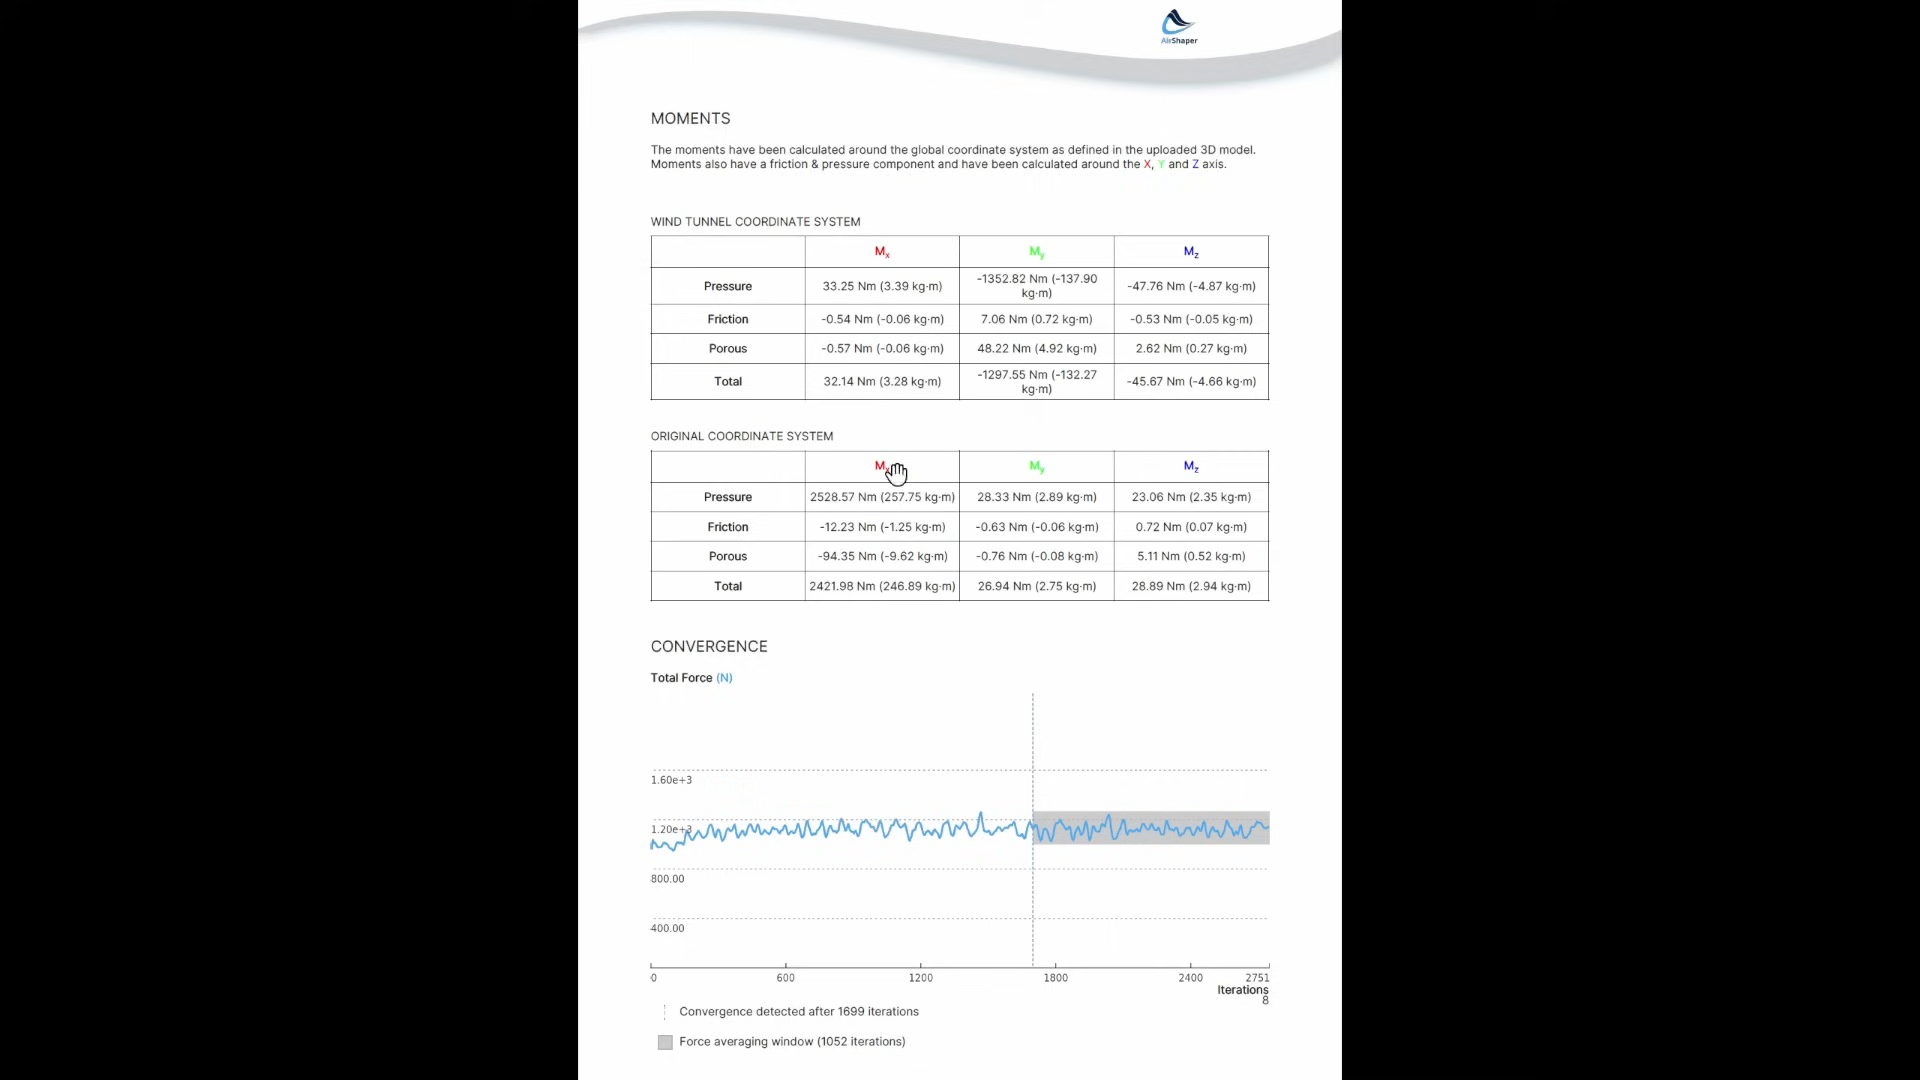 AirShaper
MOMENTS
The moments have been calculated around the global coordinate system as defined in the uploaded 3D model.
Moments also have a friction & pressure component and have been calculated around the X, Y and Z axis.
WIND TUNNEL COORDINATE SYSTEM
Mx My Mz
Pressure 33.25 Nm (3.39 kg·m) -1352.82 Nm (-137.90 kg·m) -47.76 Nm (-4.87 kg·m)
Friction -0.54 Nm (-0.06 kg·m) 7.06 Nm (0.72 kg·m) -0.53 Nm (-0.05 kg·m)
Porous -0.57 Nm (-0.06 kg·m) 48.22 Nm (4.92 kg·m) 2.62 Nm (0.27 kg·m)
Total 32.14 Nm (3.28 kg·m) -1297.55 Nm (-132.27 kg·m) -45.67 Nm (-4.66 kg·m)
ORIGINAL COORDINATE SYSTEM
Mx My Mz
Pressure 2528.57 Nm (257.75 kg·m) 28.33 Nm (2.89 kg·m) 23.06 Nm (2.35 kg·m)
Friction -12.23 Nm (-1.25 kg·m) -0.63 Nm (-0.06 kg·m) 0.72 Nm (0.07 kg·m)
Porous -94.35 Nm (-9.62 kg·m) -0.76 Nm (-0.08 kg·m) 5.11 Nm (0.52 kg·m)
Total 2421.98 Nm (246.89 kg·m) 26.94 Nm (2.75 kg·m) 28.89 Nm (2.94 kg·m)
CONVERGENCE
Total Force (N)
1.60e+3
1.20e+3
800.00
400.00
0 600 1200 1800 2400 2751
Iterations
8
Convergence detected after 1699 iterations
Force averaging window (1052 iterations)